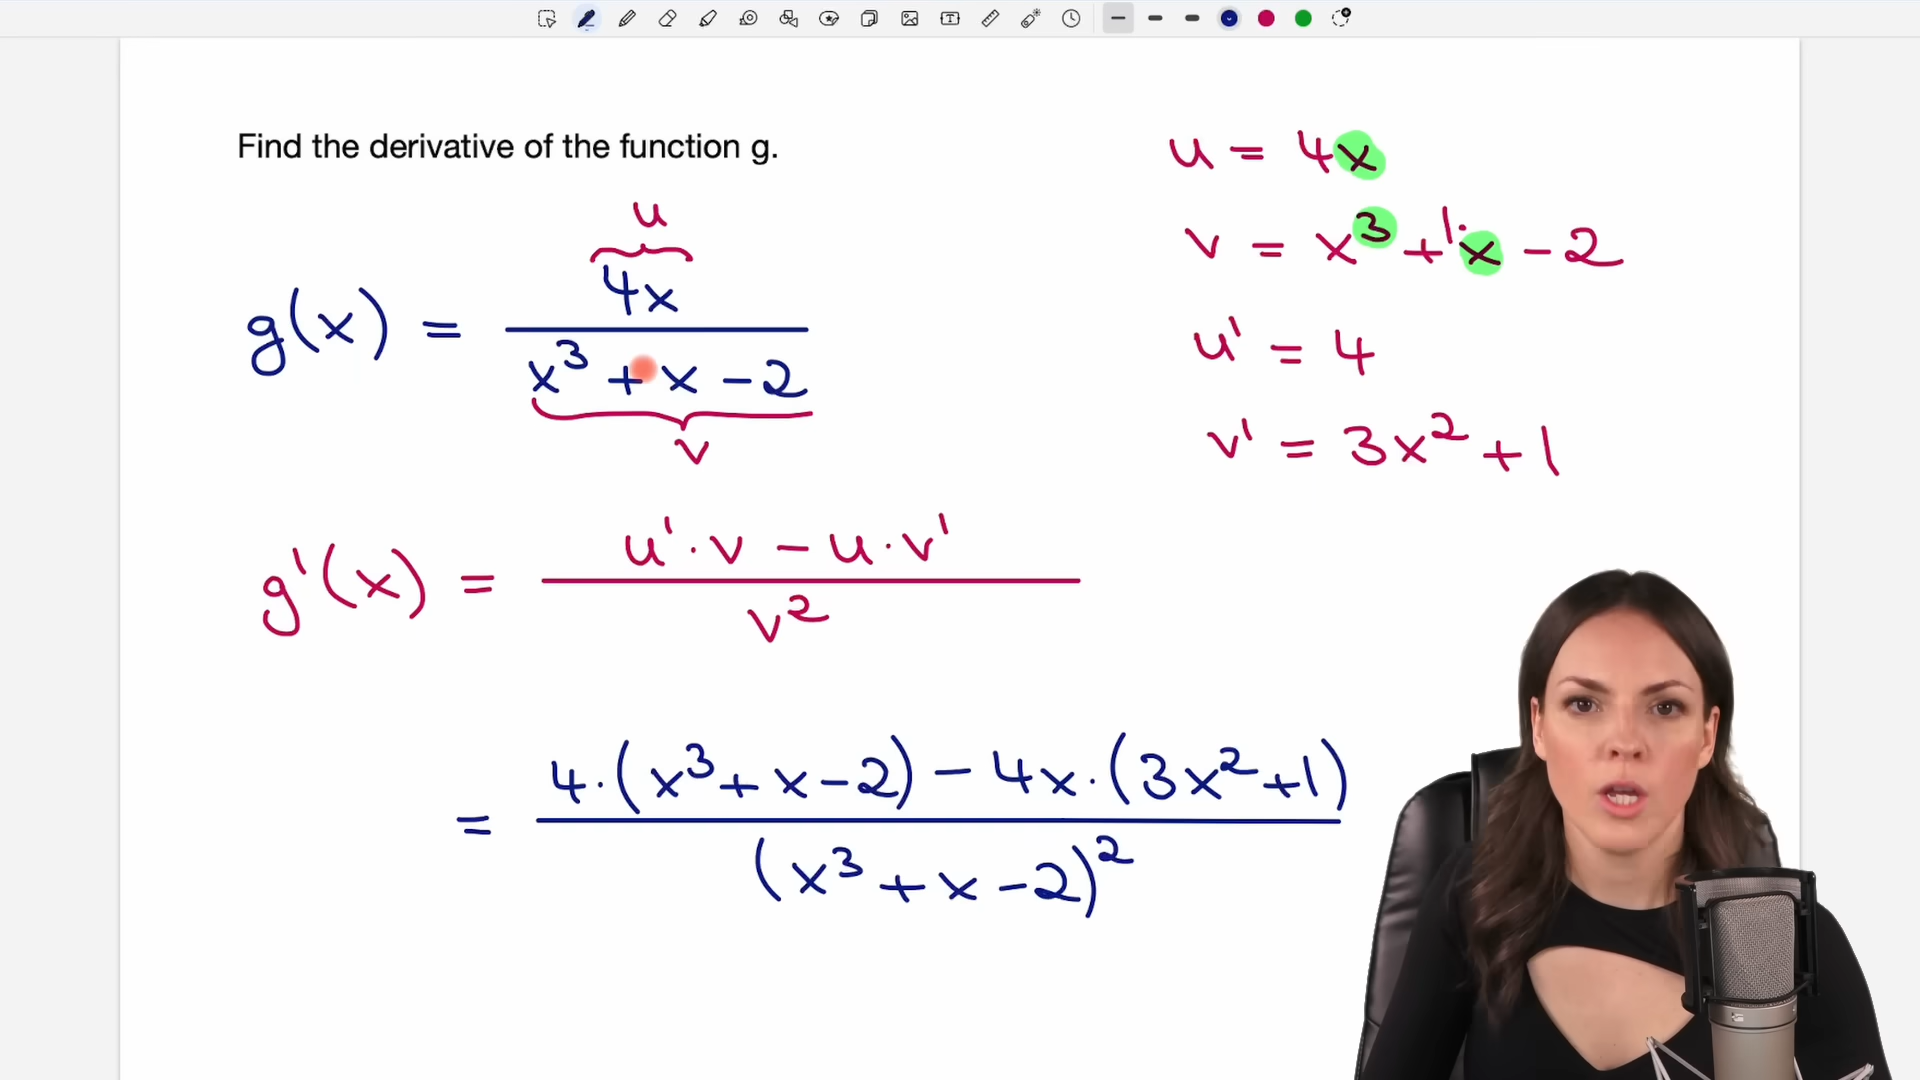 Find the derivative of the function g.
u
g(x) = 4x / (x³ + x - 2)
v
g'(x) = (u' · v - u · v') / v²
= (4 · (x³ + x - 2) - 4x · (3x² + 1)) / (x³ + x - 2)²
u = 4x
v = x³ + 1·x - 2
u' = 4
v' = 3x² + 1